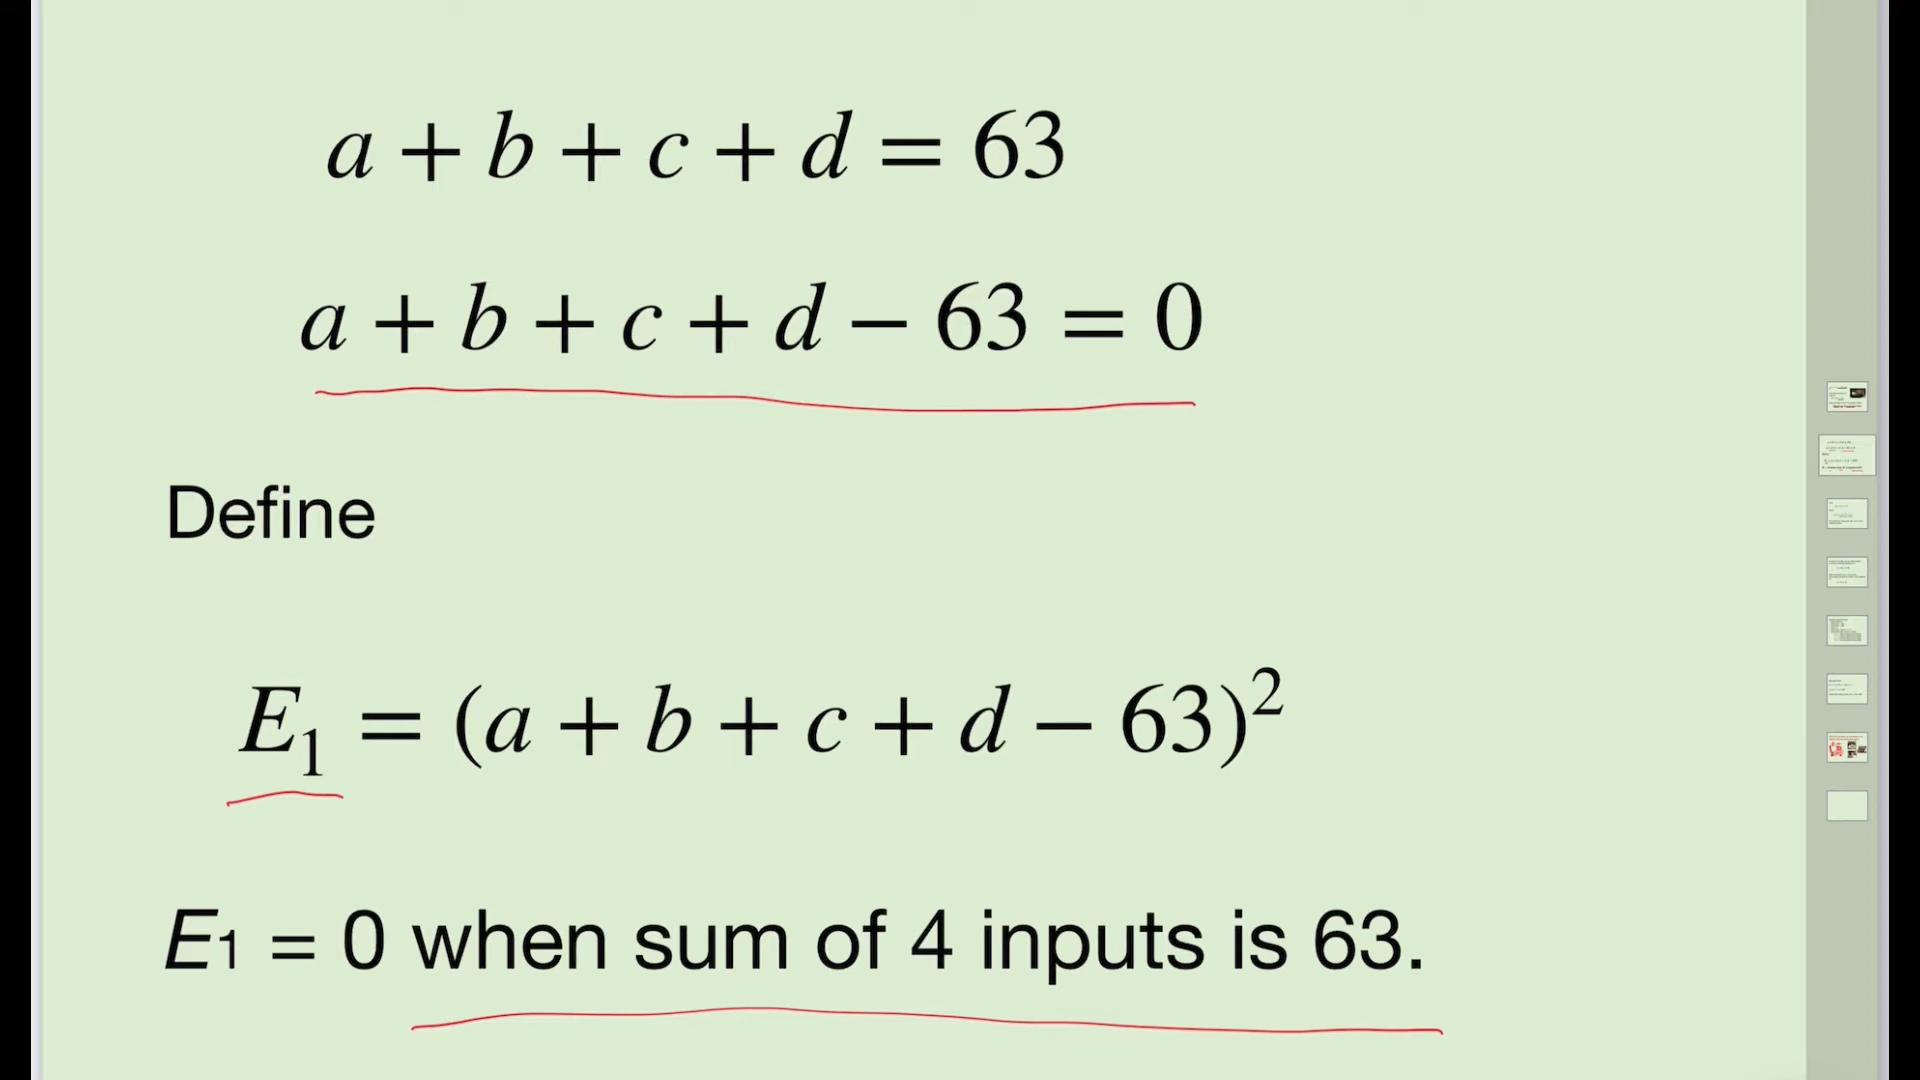 a + b + c + d = 63
a + b + c + d − 63 = 0
Define
E₁ = (a + b + c + d − 63)²
E₁ = 0 when sum of 4 inputs is 63.